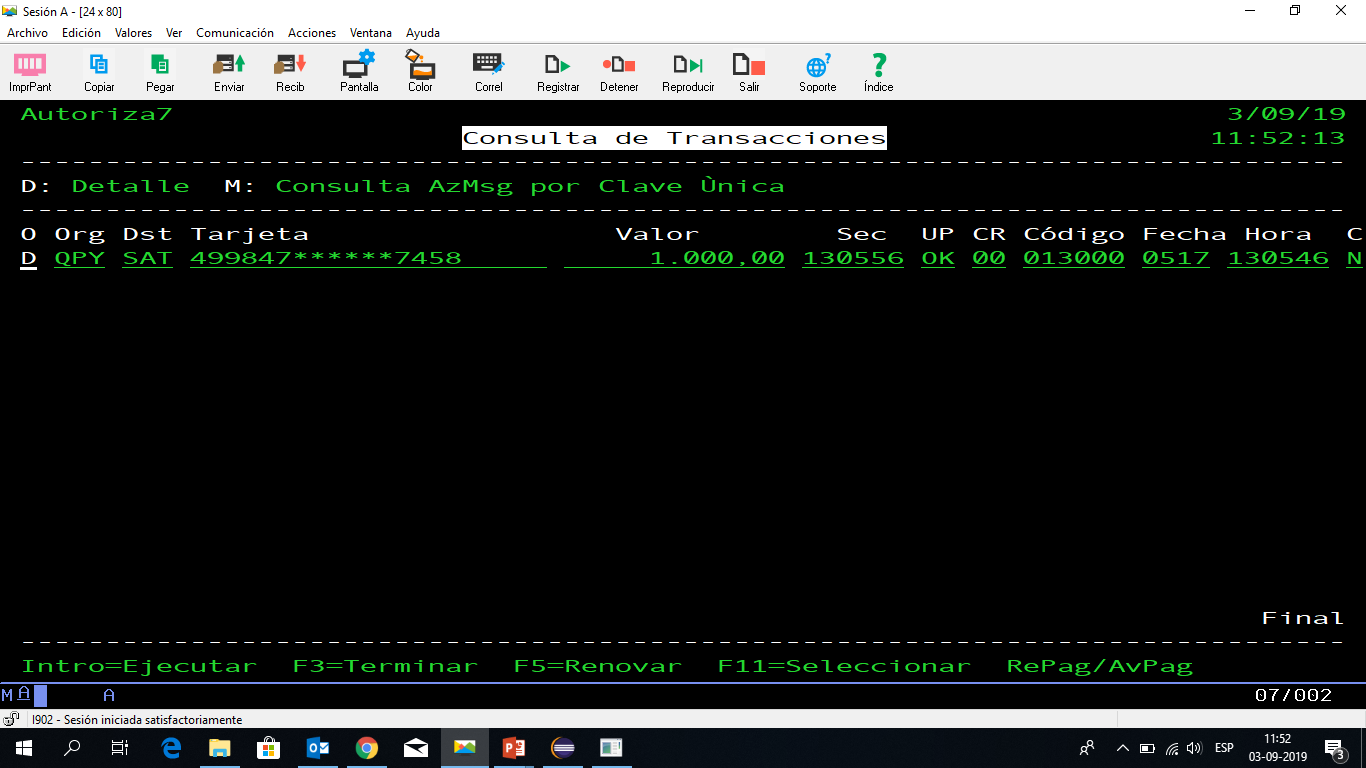 Sesión A - [24 x 80]
Archivo Edición Valores Ver Comunicación Acciones Ventana Ayuda
ImprPant Copiar Pegar Enviar Recib Pantalla Color Correl Registrar Detener Reproducir Salir Soporte Índice
Autoriza7 3/09/19
Consulta de Transacciones 11:52:13
D: Detalle M: Consulta AzMsg por Clave Ùnica
O Org Dst Tarjeta Valor Sec UP CR Código Fecha Hora C
D QPY SAT 499847******7458 1.000,00 130556 OK 00 013000 0517 130546 N
Final
Intro=Ejecutar F3=Terminar F5=Renovar F11=Seleccionar RePag/AvPag
MA A 07/002
I902 - Sesión iniciada satisfactoriamente
ESP 11:52
03-09-2019 3